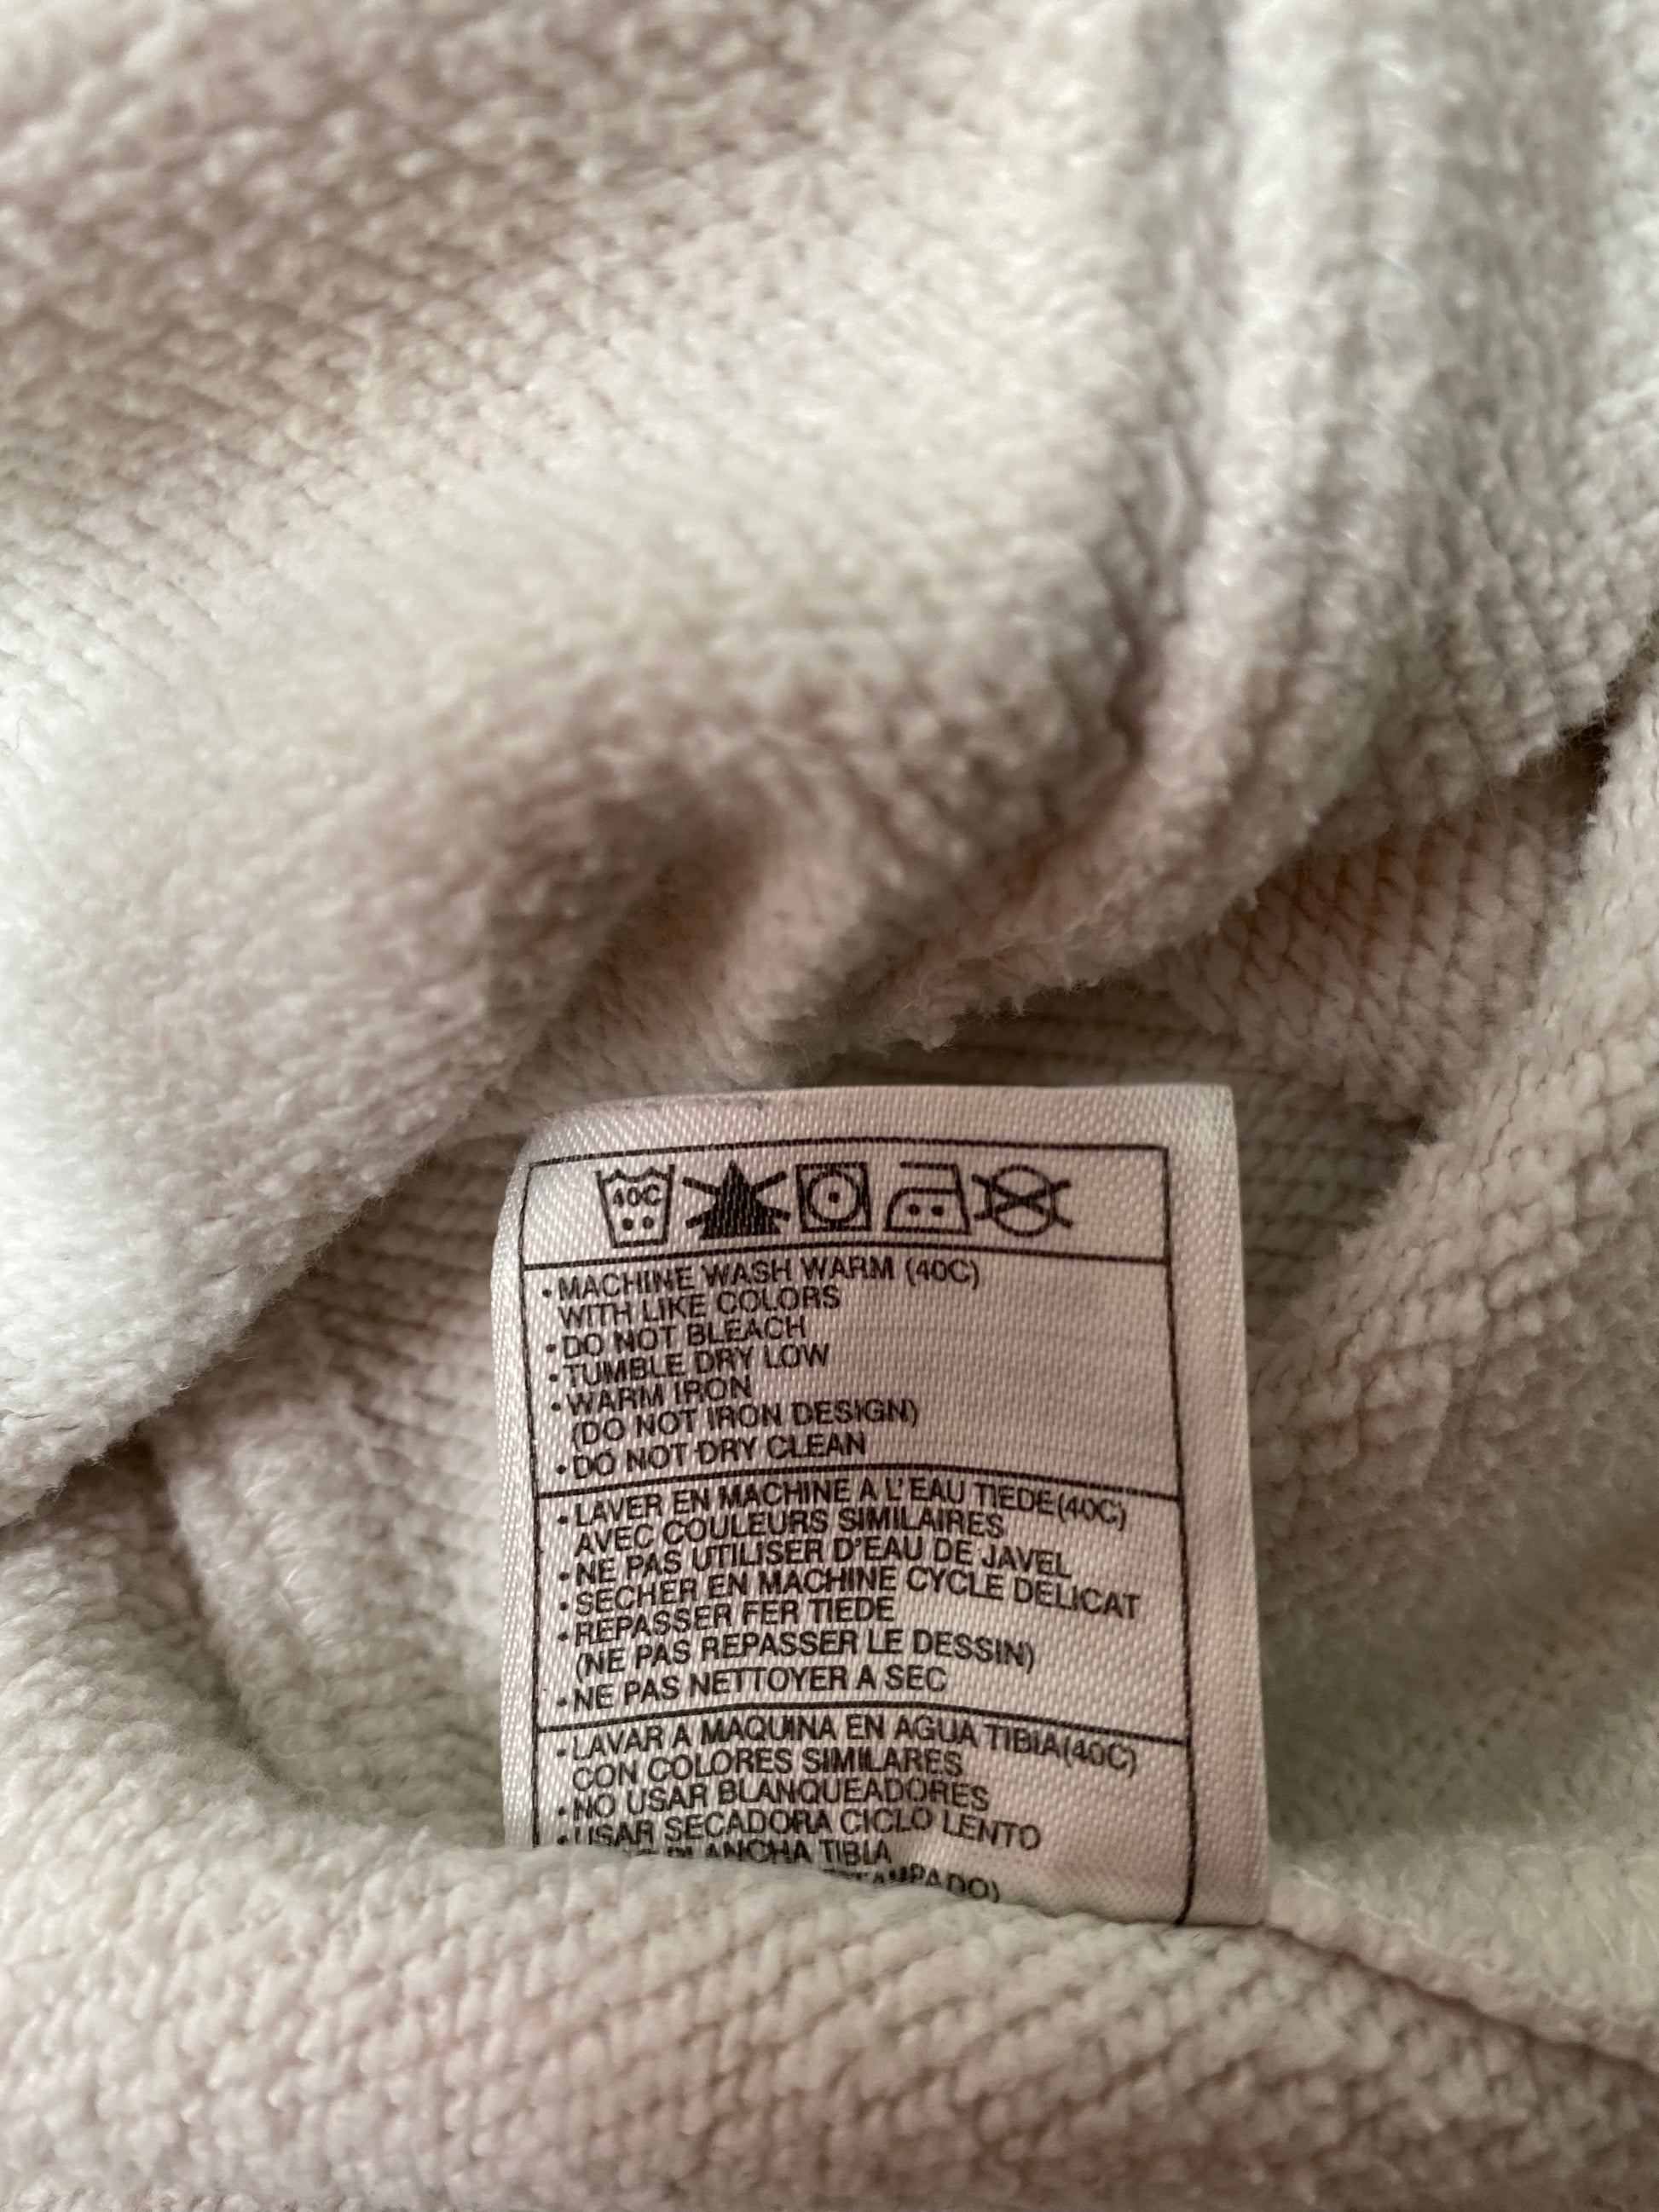 40C
• MACHINE WASH WARM (40C)
WITH LIKE COLORS
• DO NOT BLEACH
• TUMBLE DRY LOW
• WARM IRON
(DO NOT IRON DESIGN)
• DO NOT DRY CLEAN
• LAVER EN MACHINE A L'EAU TIEDE(40C)
AVEC COULEURS SIMILAIRES
• NE PAS UTILISER D'EAU DE JAVEL
• SECHER EN MACHINE CYCLE DELICAT
• REPASSER FER TIEDE
(NE PAS REPASSER LE DESSIN)
• NE PAS NETTOYER A SEC
• LAVAR A MAQUINA EN AGUA TIBIA(40C)
CON COLORES SIMILARES
• NO USAR BLANQUEADORES
• USAR SECADORA CICLO LENTO
TIBIA